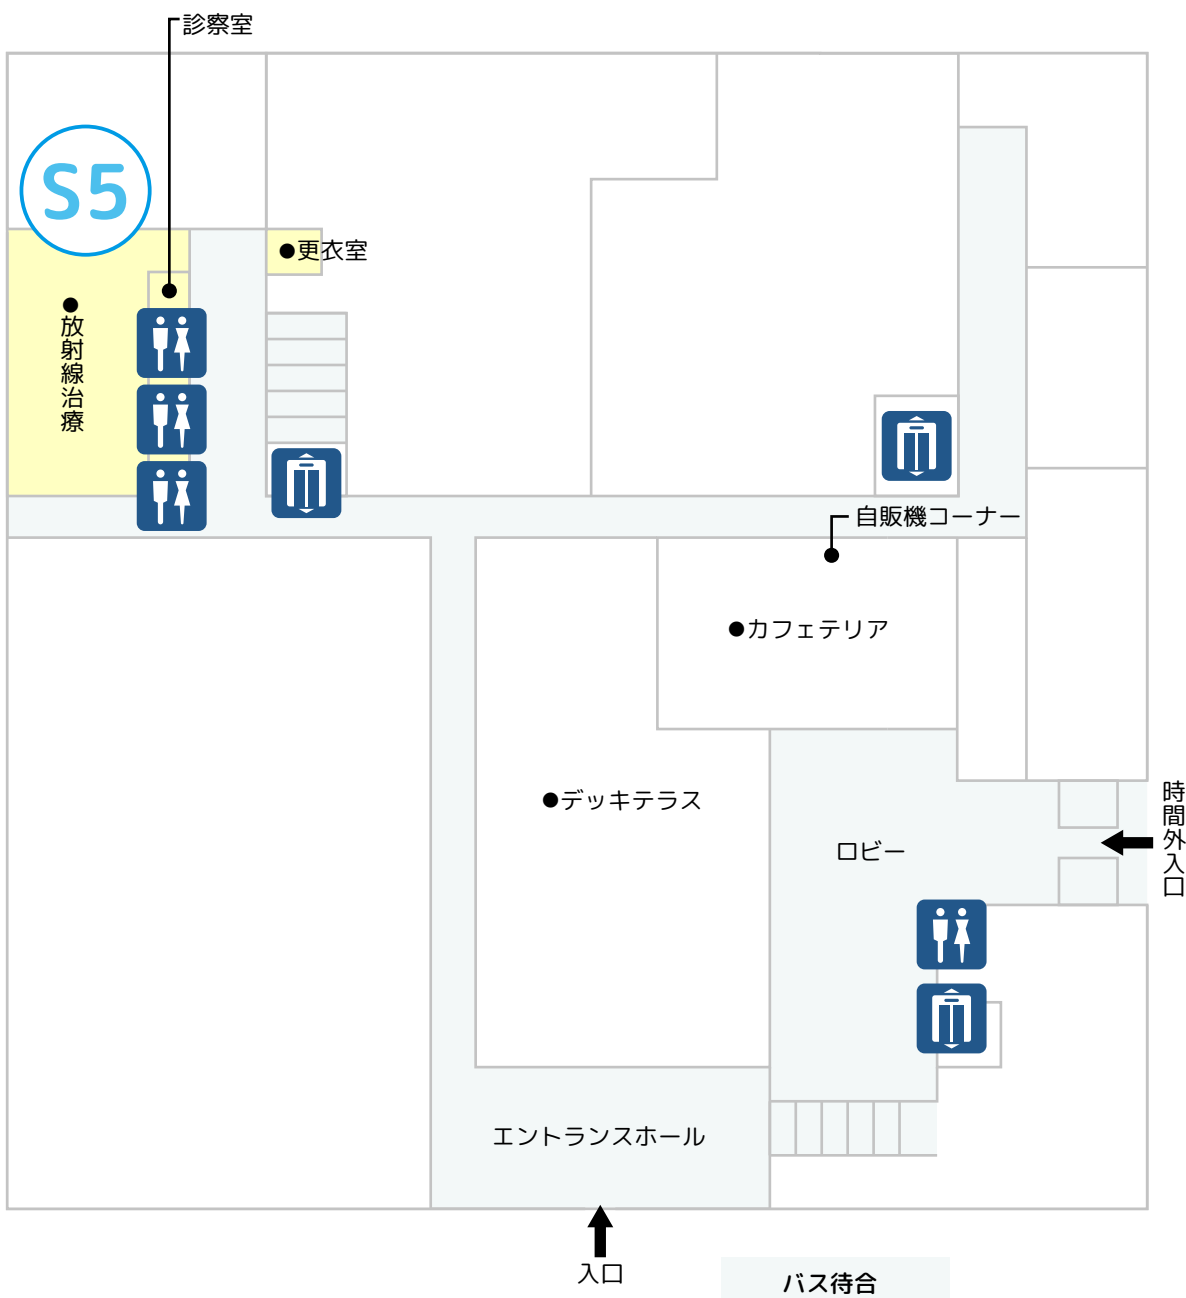 診察室
S5
●更衣室
●放射線治療
自販機コーナー
●カフェテリア
●デッキテラス
時間外入口
ロビー
エントランスホール
入口
バス待合